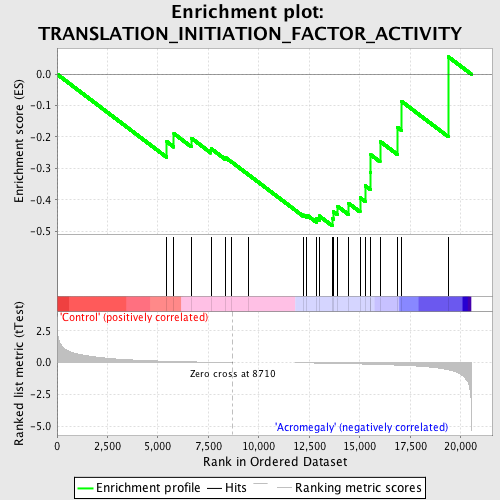 Enrichment plot:
TRANSLATION_INITIATION_FACTOR_ACTIVITY
Enrichment score (ES)
0.0
-0.1
-0.2
-0.3
-0.4
-0.5
'Control' (positively correlated)
Ranked list metric (tTest)
2.5
0.0
-2.5
-5.0
Zero cross at 8710
'Acromegaly' (negatively correlated)
0 2,500 5,000 7,500 10,000 12,500 15,000 17,500 20,000
Rank in Ordered Dataset
Enrichment profile Hits Ranking metric scores